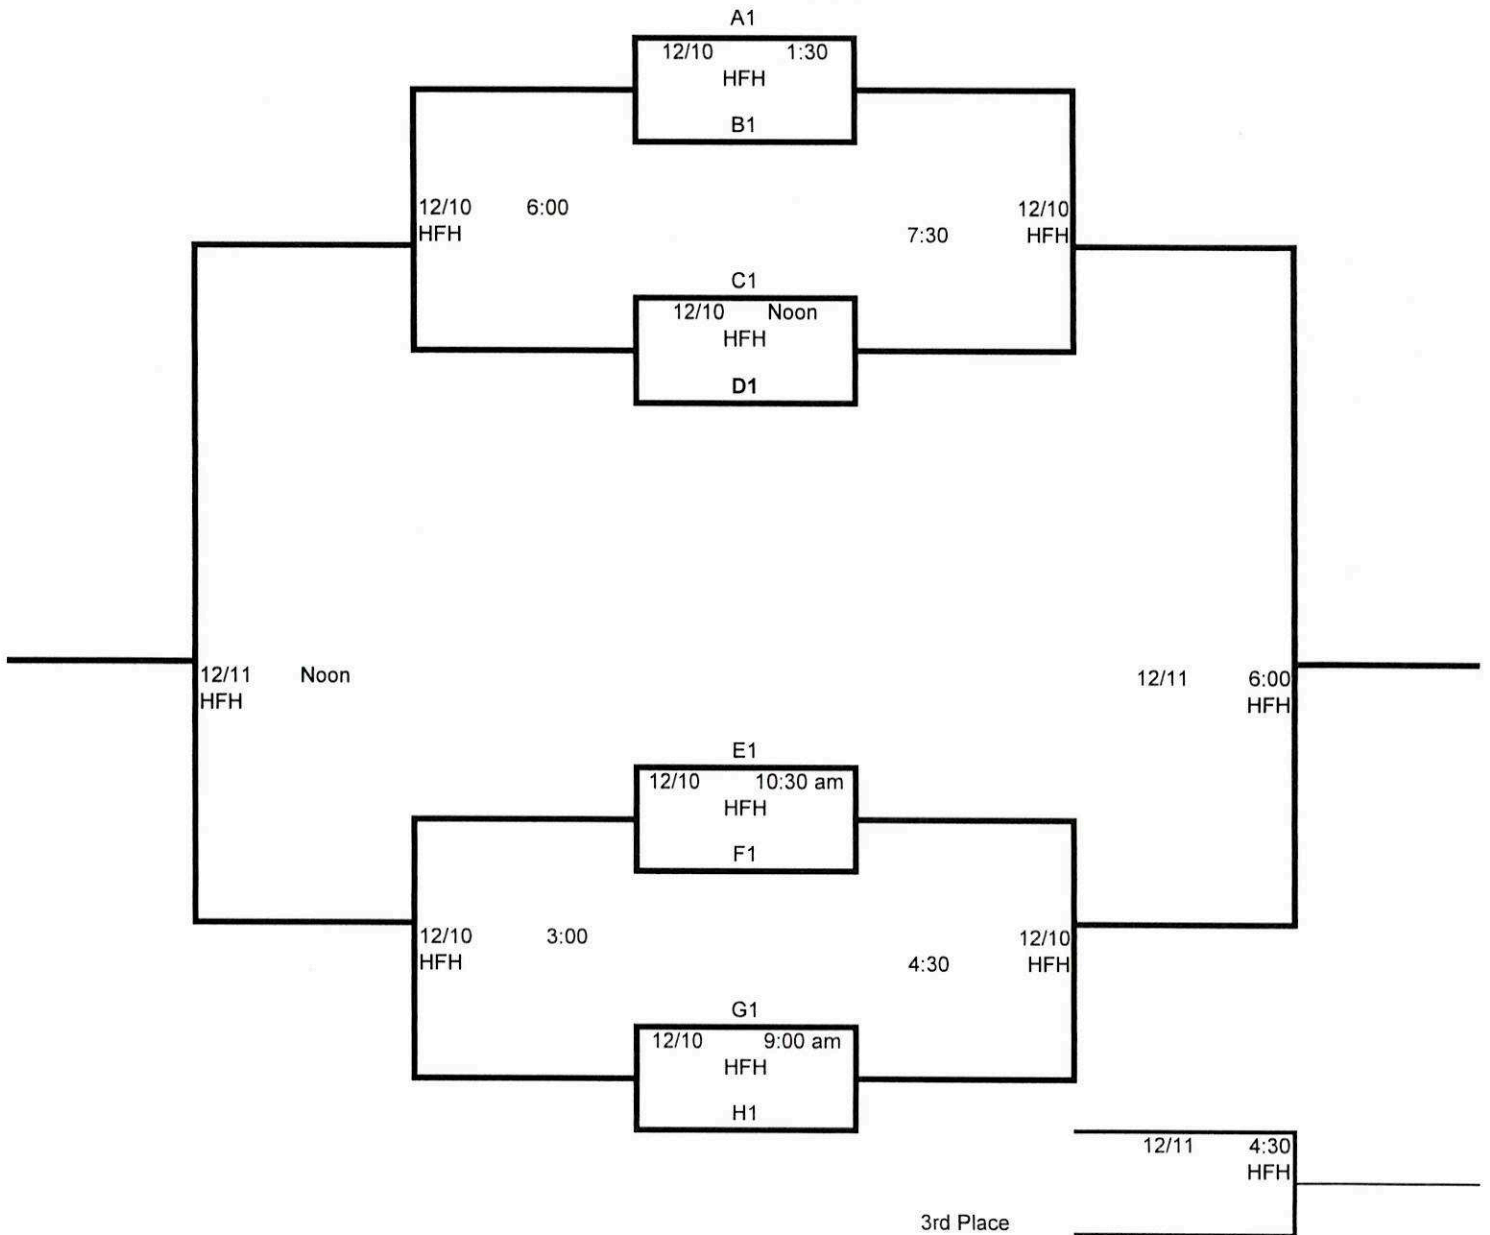 A1
12/10 1:30
HFH
B1
12/10 6:00
HFH
12/10
7:30 HFH
C1
12/10 Noon
HFH
D1
12/11 Noon
HFH
12/11 6:00
HFH
E1
12/10 10:30 am
HFH
F1
12/10 3:00
HFH
12/10
4:30 HFH
G1
12/10 9:00 am
HFH
H1
12/11 4:30
HFH
3rd Place